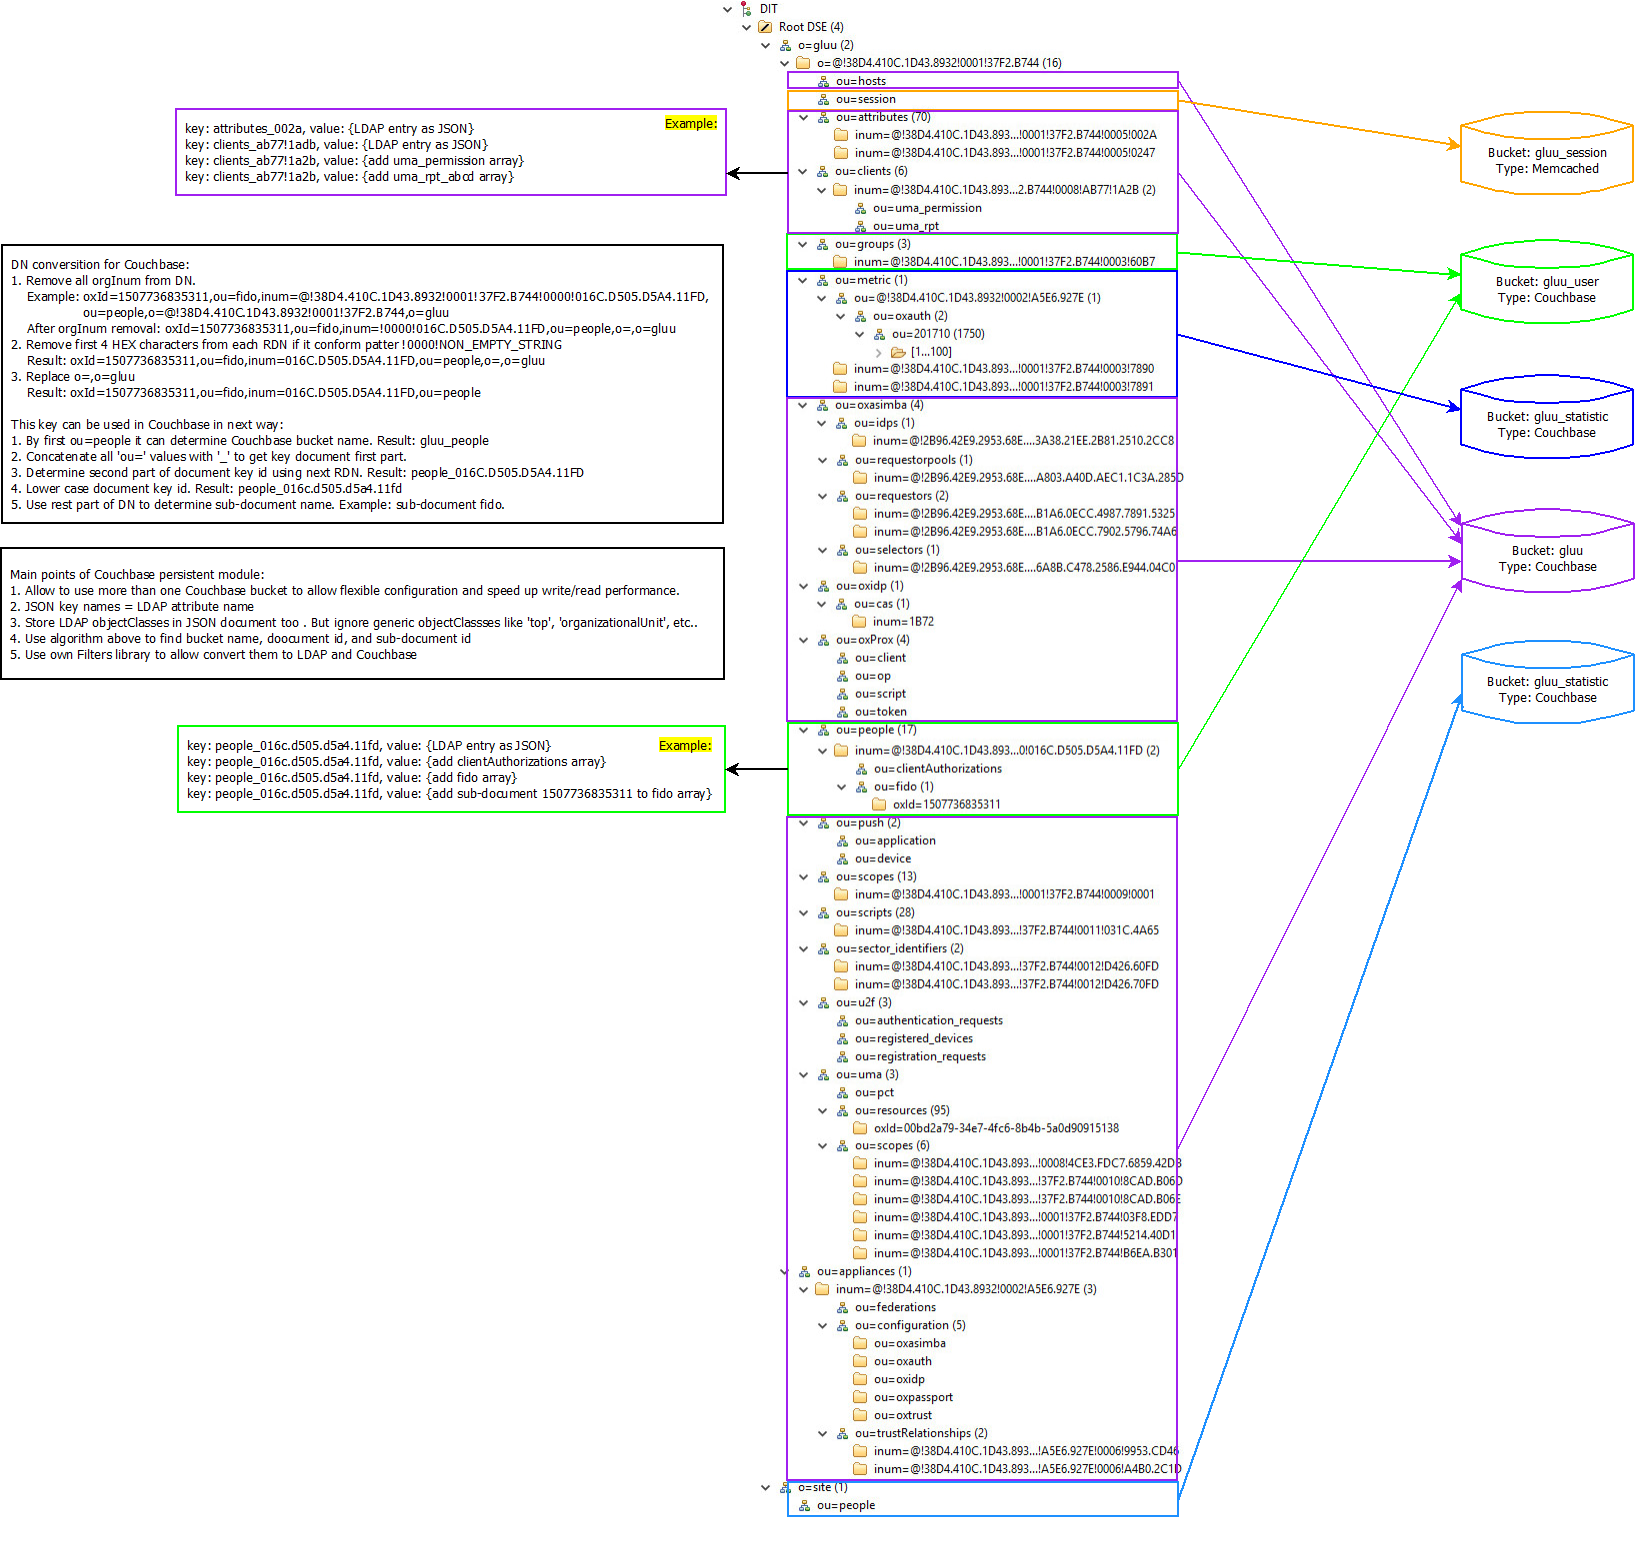 DIT
Root DSE (4)
o=gluu (2)
o=@!38D4.410C.1D43.8932!0001!37F2.B744 (16)
ou=hosts
ou=session
ou=attributes (70)
inum=@!38D4.410C.1D43.893...!0001!37F2.B744!0005!002A
inum=@!38D4.410C.1D43.893...!0001!37F2.B744!0005!0247
ou=clients (6)
inum=@!38D4.410C.1D43.893...2.B744!0008!AB77!1A2B (2)
ou=uma_permission
ou=uma_rpt
ou=groups (3)
inum=@!38D4.410C.1D43.893...!0001!37F2.B744!0003!60B7
ou=metric (1)
ou=@!38D4.410C.1D43.8932!0002!A5E6.927E (1)
ou=oxauth (2)
ou=201710 (1750)
[1...100]
inum=@!38D4.410C.1D43.893...!0001!37F2.B744!0003!7890
inum=@!38D4.410C.1D43.893...!0001!37F2.B744!0003!7891
ou=oxasimba (4)
ou=idps (1)
inum=@!2B96.42E9.2953.68E....3A38.21EE.2B81.2510.2CC8
ou=requestorpools (1)
inum=@!2B96.42E9.2953.68E....A803.A40D.AEC1.1C3A.285D
ou=requestors (2)
inum=@!2B96.42E9.2953.68E....B1A6.0ECC.4987.7891.5325
inum=@!2B96.42E9.2953.68E....B1A6.0ECC.7902.5796.74A6
ou=selectors (1)
inum=@!2B96.42E9.2953.68E....6A8B.C478.2586.E944.04C0
ou=oxidp (1)
ou=cas (1)
inum=1B72
ou=oxProx (4)
ou=client
ou=op
ou=script
ou=token
ou=people (17)
inum=@!38D4.410C.1D43.893...0!016C.D505.D5A4.11FD (2)
ou=clientAuthorizations
ou=fido (1)
oxId=1507736835311
ou=push (2)
ou=application
ou=device
ou=scopes (13)
inum=@!38D4.410C.1D43.893...!0001!37F2.B744!0009!0001
ou=scripts (28)
inum=@!38D4.410C.1D43.893...!37F2.B744!0011!031C.4A65
ou=sector_identifiers (2)
inum=@!38D4.410C.1D43.893...!37F2.B744!0012!D426.60FD
inum=@!38D4.410C.1D43.893...!37F2.B744!0012!D426.70FD
ou=u2f (3)
ou=authentication_requests
ou=registered_devices
ou=registration_requests
ou=uma (3)
ou=pct
ou=resources (95)
oxId=00bd2a79-34e7-4fc6-8b4b-5a0d90915138
ou=scopes (6)
inum=@!38D4.410C.1D43.893...!0008!4CE3.FDC7.6859.42DB
inum=@!38D4.410C.1D43.893...!37F2.B744!0010!8CAD.B06D
inum=@!38D4.410C.1D43.893...!37F2.B744!0010!8CAD.B06E
inum=@!38D4.410C.1D43.893...!0001!37F2.B744!03F8.EDD7
inum=@!38D4.410C.1D43.893...!0001!37F2.B744!5214.40D1
inum=@!38D4.410C.1D43.893...!0001!37F2.B744!B6EA.B301
ou=appliances (1)
inum=@!38D4.410C.1D43.8932!0002!A5E6.927E (3)
ou=federations
ou=configuration (5)
ou=oxasimba
ou=oxauth
ou=oxidp
ou=oxpassport
ou=oxtrust
ou=trustRelationships (2)
inum=@!38D4.410C.1D43.893...!A5E6.927E!0006!9953.CD46
inum=@!38D4.410C.1D43.893...!A5E6.927E!0006!A4B0.2C1D
o=site (1)
ou=people
Example:
key: attributes_002a, value: {LDAP entry as JSON}
key: clients_ab77!1adb, value: {LDAP entry as JSON}
key: clients_ab77!1a2b, value: {add uma_permission array}
key: clients_ab77!1a2b, value: {add uma_rpt_abcd array}
DN conversition for Couchbase:
1. Remove all orgInum from DN.
Example: oxId=1507736835311,ou=fido,inum=@!38D4.410C.1D43.8932!0001!37F2.B744!0000!016C.D505.D5A4.11FD,
ou=people,o=@!38D4.410C.1D43.8932!0001!37F2.B744,o=gluu
After orgInum removal: oxId=1507736835311,ou=fido,inum=!0000!016C.D505.D5A4.11FD,ou=people,o=,o=gluu
2. Remove first 4 HEX characters from each RDN if it conform patter !0000!NON_EMPTY_STRING
Result: oxId=1507736835311,ou=fido,inum=016C.D505.D5A4.11FD,ou=people,o=,o=gluu
3. Replace o=,o=gluu
Result: oxId=1507736835311,ou=fido,inum=016C.D505.D5A4.11FD,ou=people
This key can be used in Couchbase in next way:
1. By first ou=people it can determine Couchbase bucket name. Result: gluu_people
2. Concatenate all 'ou=' values with '_' to get key document first part.
3. Determine second part of document key id using next RDN. Result: people_016C.D505.D5A4.11FD
4. Lower case document key id. Result: people_016c.d505.d5a4.11fd
5. Use rest part of DN to determine sub-document name. Example: sub-document fido.
Main points of Couchbase persistent module:
1. Allow to use more than one Couchbase bucket to allow flexible configuration and speed up write/read performance.
2. JSON key names = LDAP attribute name
3. Store LDAP objectClasses in JSON document too . But ignore generic objectClassses like 'top', 'organizationalUnit', etc..
4. Use algorithm above to find bucket name, doocument id, and sub-document id
5. Use own Filters library to allow convert them to LDAP and Couchbase
Example:
key: people_016c.d505.d5a4.11fd, value: {LDAP entry as JSON}
key: people_016c.d505.d5a4.11fd, value: {add clientAuthorizations array}
key: people_016c.d505.d5a4.11fd, value: {add fido array}
key: people_016c.d505.d5a4.11fd, value: {add sub-document 1507736835311 to fido array}
Bucket: gluu_session
Type: Memcached
Bucket: gluu_user
Type: Couchbase
Bucket: gluu_statistic
Type: Couchbase
Bucket: gluu
Type: Couchbase
Bucket: gluu_statistic
Type: Couchbase